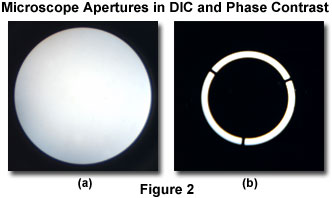 Microscope Apertures in DIC and Phase Contrast
(a)
(b)
Figure 2